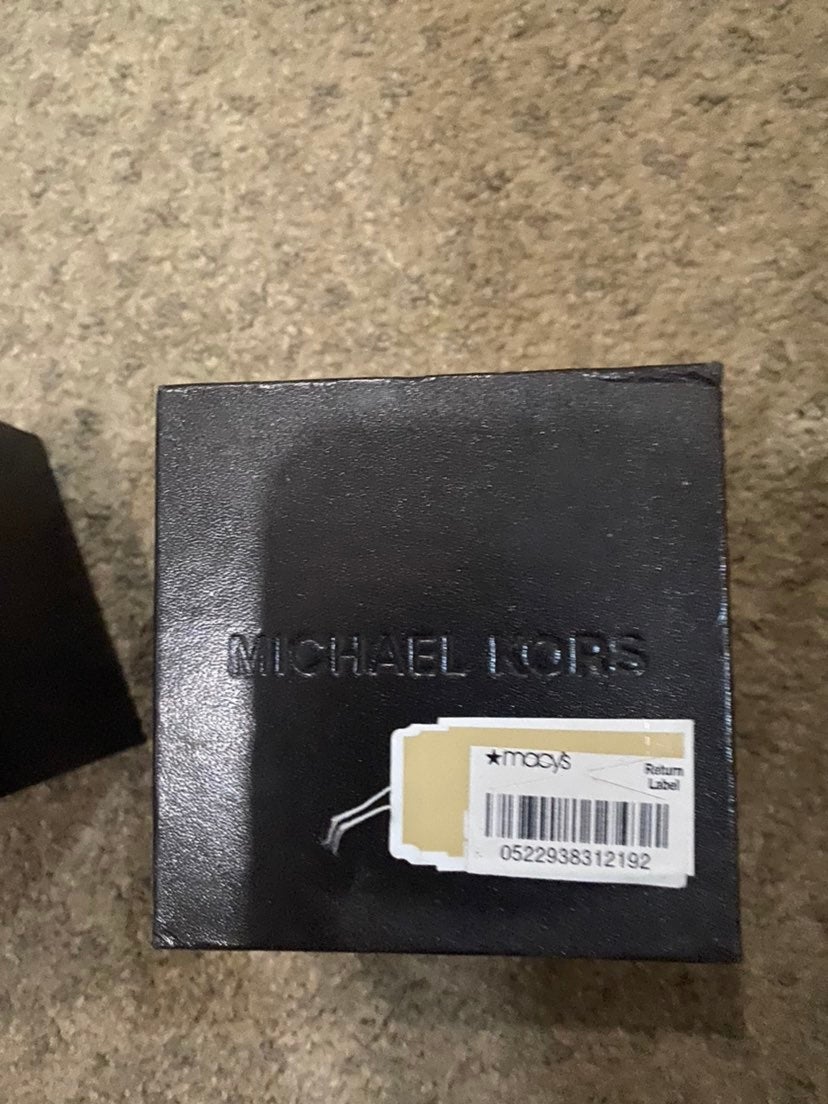 MICHAEL KORS
★macy's
Return
Label
0522938312192